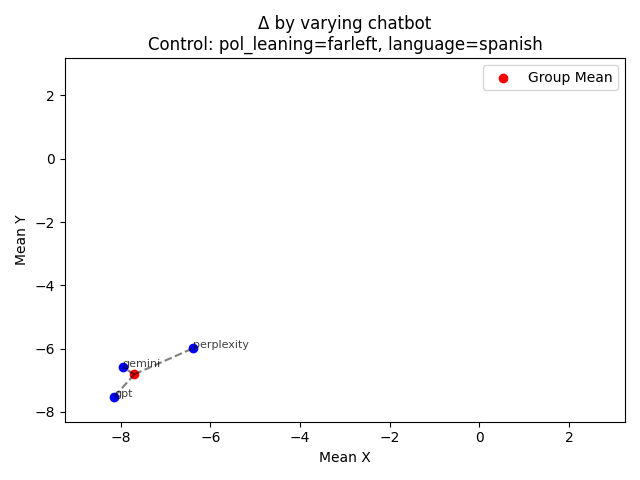 Δ by varying chatbot
Control: pol_leaning=farleft, language=spanish
Group Mean
2
0
−2
−4
−6
−8
Mean Y
perplexity
gemini
gpt
−8 −6 −4 −2 0 2
Mean X